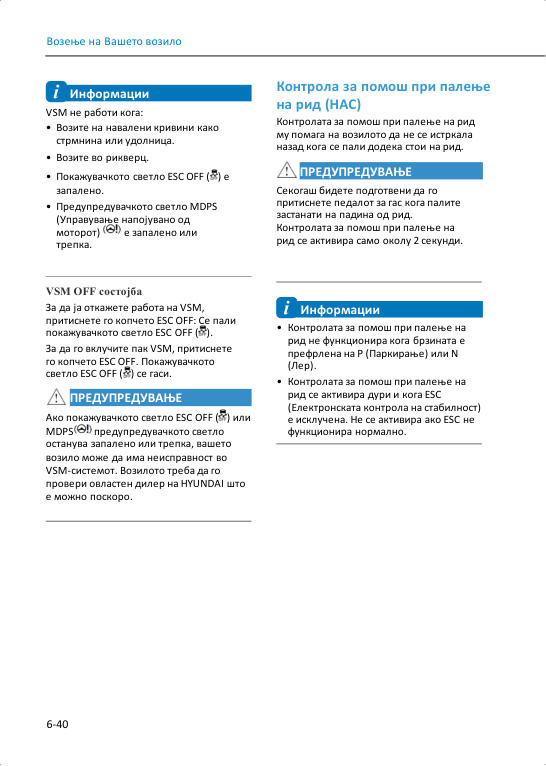 Возење на Вашето возило
Информации
VSM не работи кога:
• Возите на навалени кривини како
стрмнина или удолница.
• Возите во рикверц.
• Покажувачкото светло ESC OFF ( ) е
запалено.
• Предупредувачкото светло MDPS
(Управување напојувано од
моторот) ( ) е запалено или
трепка.
VSM OFF состојба
За да ја откажете работа на VSM,
притиснете го копчето ESC OFF: Се пали
покажувачкото светло ESC OFF ( ).
За да го вклучите пак VSM, притиснете
го копчето ESC OFF. Покажувачкото
светло ESC OFF ( ) се гаси.
ПРЕДУПРЕДУВАЊЕ
Ако покажувачкото светло ESC OFF ( ) или
MDPS( ) предупредувачкото светло
останува запалено или трепка, вашето
возило може да има неисправност во
VSM-системот. Возилото треба да го
провери овластен дилер на HYUNDAI што
е можно поскоро.
Контрола за помош при палење
на рид (HAC)
Контролата за помош при палење на рид
му помага на возилото да не се истркала
назад кога се пали додека стои на рид.
ПРЕДУПРЕДУВАЊЕ
Секогаш бидете подготвени да го
притиснете педалот за гас кога палите
застанати на падина од рид.
Контролата за помош при палење на
рид се активира само околу 2 секунди.
Информации
• Контролата за помош при палење на
рид не функционира кога брзината е
префрлена на P (Паркирање) или N
(Лер).
• Контролата за помош при палење на
рид се активира дури и кога ESC
(Електронската контрола на стабилност)
е исклучена. Не се активира ако ESC не
функционира нормално.
6-40